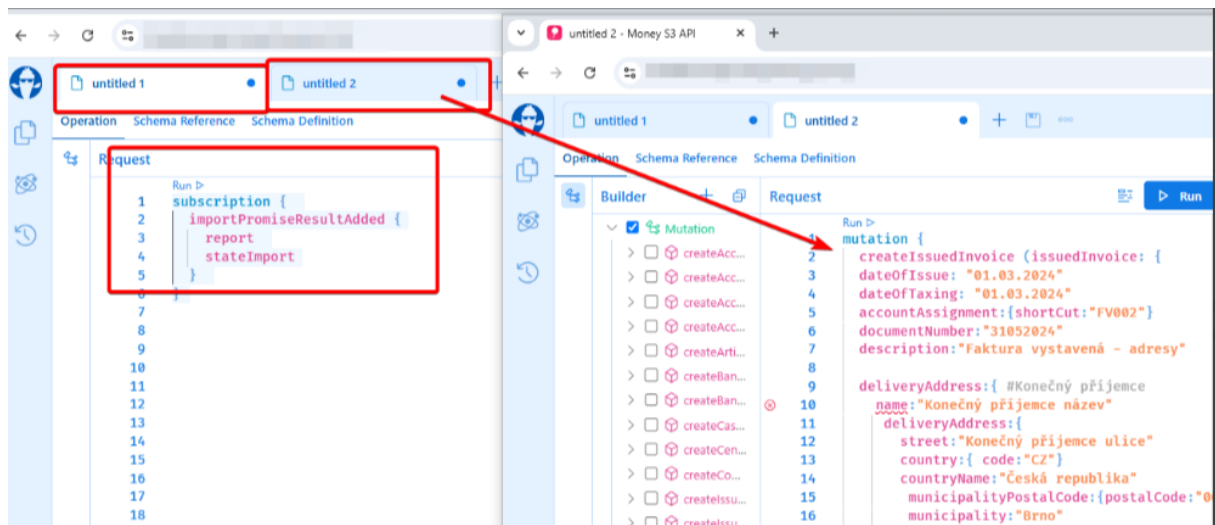 untitled 1
untitled 2
Operation Schema Reference Schema Definition
Request
Run
1 subscription {
2 importPromiseResultAdded {
3 report
4 stateImport
5 }
6 }
7
8
9
10
11
12
13
14
15
16
17
18
untitled 2 - Money S3 API
untitled 1
untitled 2
Operation Schema Reference Schema Definition
Builder
Mutation
createAcc...
createAcc...
createAcc...
createAcc...
createArti...
createBan...
createBan...
createCas...
createCen...
createCo...
createIssu...
createIssu...
Request
Run
Run
1 mutation {
2 createIssuedInvoice (issuedInvoice: {
3 dateOfIssue: "01.03.2024"
4 dateOfTaxing: "01.03.2024"
5 accountAssignment:{shortCut:"FV002"}
6 documentNumber:"31052024"
7 description:"Faktura vystavená - adresy"
8
9 deliveryAddress:{ #Konečný příjemce
10 name:"Konečný příjemce název"
11 deliveryAddress:{
12 street:"Konečný příjemce ulice"
13 country:{ code:"CZ"}
14 countryName:"Česká republika"
15 municipalityPostalCode:{postalCode:"
16 municipality:"Brno"